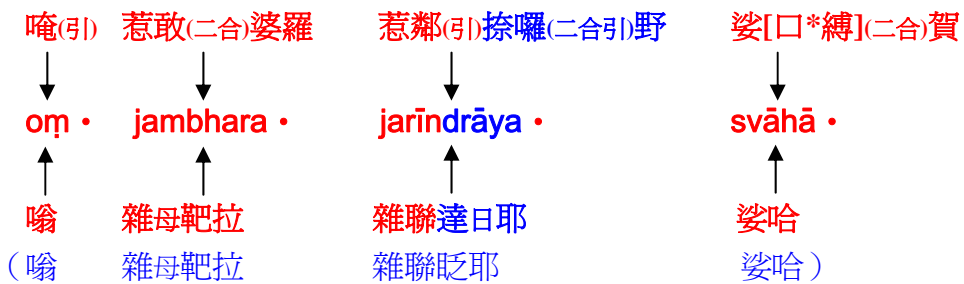 唵(引) 惹敢(二合)婆羅 惹鄰(引)捺囉(二合引)野 娑[口*縛](二合)賀
oṃ • jambhara • jarīndrāya • svāhā •
嗡 雜母靶拉 雜聯達日耶 娑哈
（嗡 雜母靶拉 雜聯眨耶 娑哈）